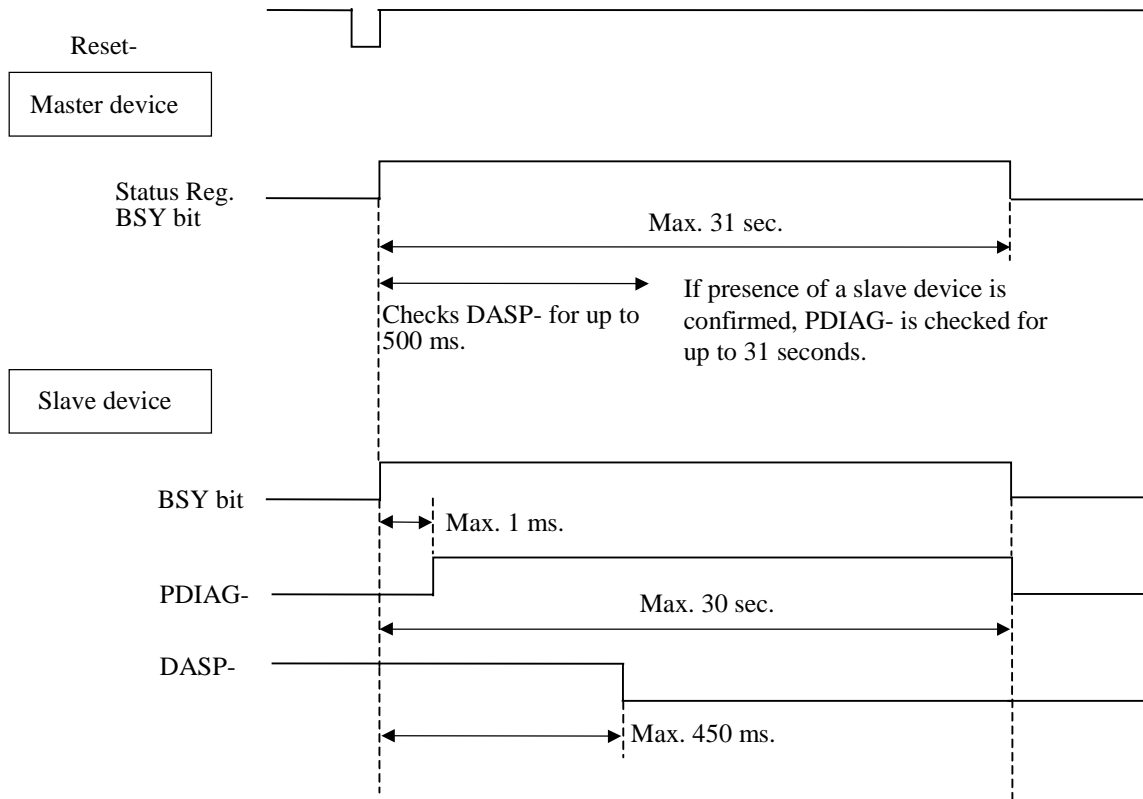 Reset-
Master device
Status Reg.
BSY bit
Max. 31 sec.
Checks DASP- for up to
500 ms.
If presence of a slave device is
confirmed, PDIAG- is checked for
up to 31 seconds.
Slave device
BSY bit
Max. 1 ms.
PDIAG-
Max. 30 sec.
DASP-
Max. 450 ms.